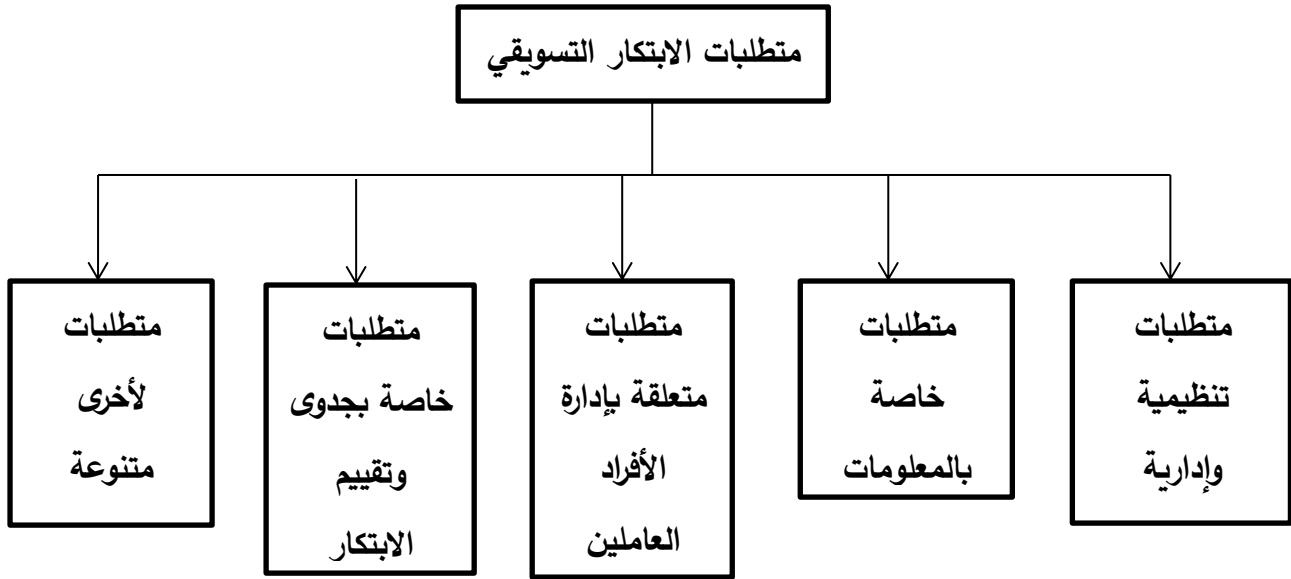 متطلبات الابتكار التسويقي
متطلبات
تنظيمية
وإدارية
متطلبات
خاصة
بالمعلومات
متطلبات
متعلقة بإدارة
الأفراد
العاملين
متطلبات
خاصة بجدوى
وتقييم
الابتكار
متطلبات
لأخرى
متنوعة